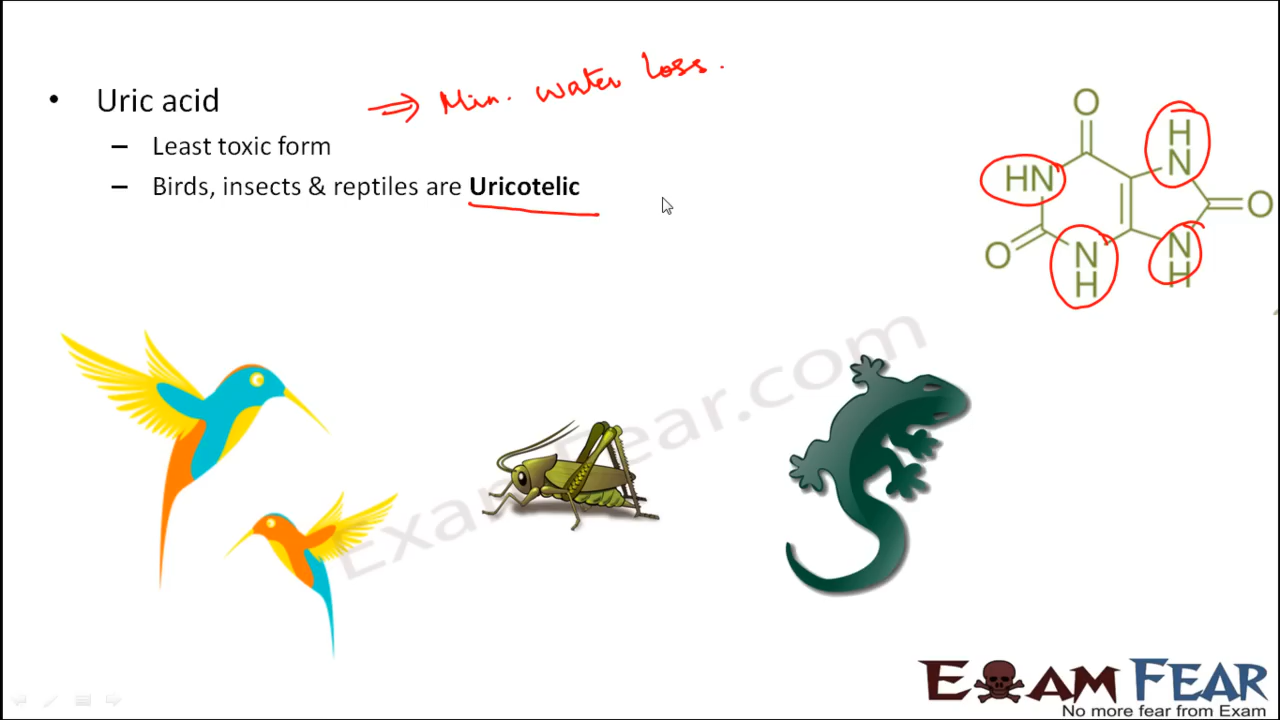 • Uric acid
⇒ Min. water loss.
– Least toxic form
– Birds, insects & reptiles are Uricotelic
O
H
N
HN
O
O
N
H
N
H
ExamFear.com
EXAM FEAR
No more fear from Exam